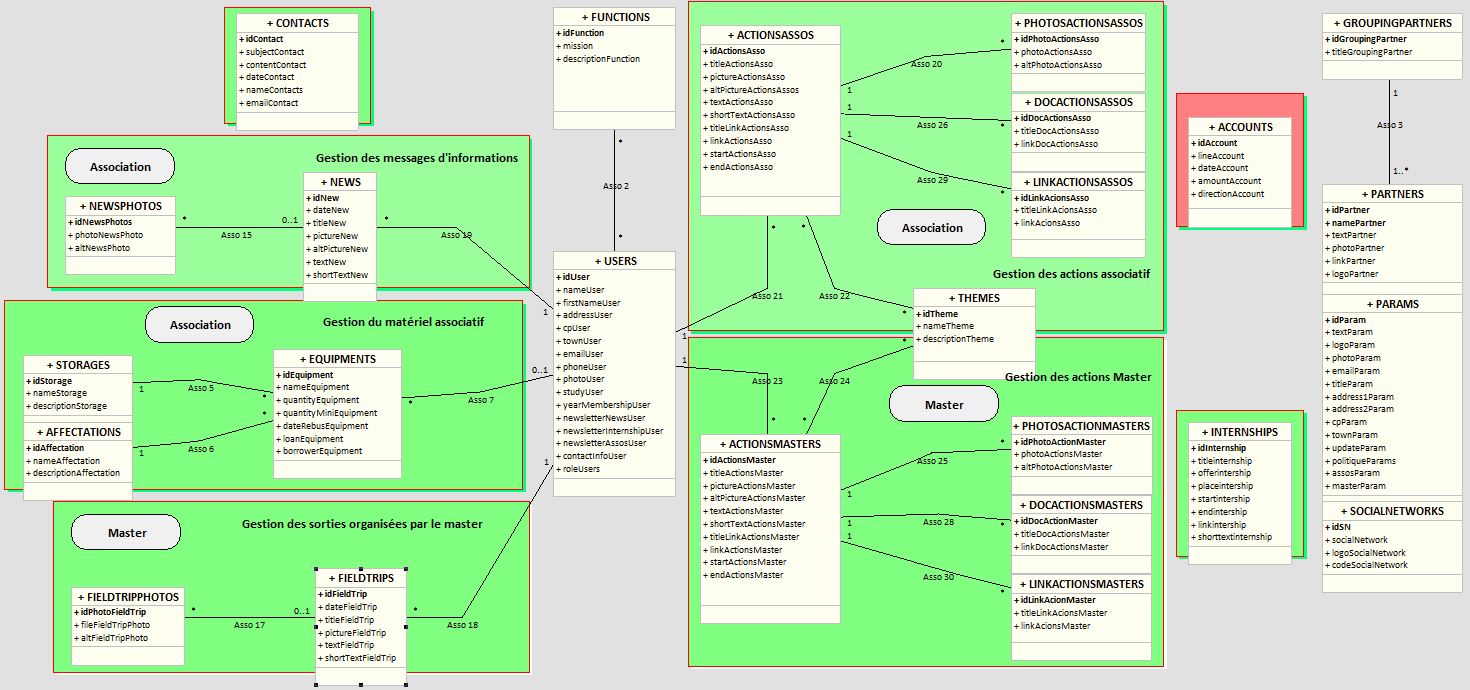 + CONTACTS
+ idContact
+ subjectContact
+ contentContact
+ dateContact
+ nameContacts
+ emailContact
+ FUNCTIONS
+ idFunction
+ mission
+ descriptionFunction
*
Asso 2
*
Gestion des messages d'informations
Association
+ NEWSPHOTOS
+ idNewsPhotos
+ photoNewsPhoto
+ altNewsPhoto
*
Asso 15
0..1
+ NEWS
+ idNew
+ dateNew
+ titleNew
+ pictureNew
+ altPictureNew
+ textNew
+ shortTextNew
*
Asso 19
1
+ USERS
+ idUser
+ nameUser
+ firstNameUser
+ addressUser
+ cpUser
+ townUser
+ emailUser
+ phoneUser
+ photoUser
+ studyUser
+ yearMembershipUser
+ newsletterNewsUser
+ newsletterInternshipUser
+ newsletterAssosUser
+ contactInfoUser
+ roleUsers
Association
Gestion du matériel associatif
+ STORAGES
+ idStorage
+ nameStorage
+ descriptionStorage
1
Asso 5
*
+ AFFECTATIONS
+ idAffectation
+ nameAffectation
+ descriptionAffectation
1
Asso 6
*
+ EQUIPMENTS
+ idEquipment
+ nameEquipment
+ quantityEquipment
+ quantityMiniEquipment
+ dateRebusEquipment
+ loanEquipment
+ borrowerEquipment
*
Asso 7
0..1
Master
Gestion des sorties organisées par le master
+ FIELDTRIPPHOTOS
+ idPhotoFieldTrip
+ fileFieldTripPhoto
+ altFieldTripPhoto
*
Asso 17
0..1
+ FIELDTRIPS
+ idFieldTrip
+ dateFieldTrip
+ titleFieldTrip
+ pictureFieldTrip
+ textFieldTrip
+ shortTextFieldTrip
*
Asso 18
1
+ ACTIONSASSOS
+ idActionsAsso
+ titleActionsAsso
+ pictureActionsAsso
+ altPictureActionsAssos
+ textActionsAsso
+ shortTextActionsAsso
+ titleLinkActionsAsso
+ linkActionsAsso
+ startActionsAsso
+ endActionsAsso
1
Asso 20
*
1
Asso 26
*
1
Asso 29
*
+ PHOTOSACTIONSASSOS
+ idPhotoActionsAsso
+ photoActionsAsso
+ altPhotoActionsAsso
+ DOCACTIONSASSOS
+ idDocActionsAsso
+ titleDocActionsAsso
+ linkDocActionsAsso
+ LINKACTIONSASSOS
+ idLinkAcionsAsso
+ titleLinkActionsAsso
+ linkAcionsAsso
Association
Gestion des actions associatif
*
Asso 21
1
*
Asso 22
*
+ THEMES
+ idTheme
+ nameTheme
+ descriptionTheme
1
Asso 23
*
*
Asso 24
*
Gestion des actions Master
Master
+ ACTIONSMASTERS
+ idActionsMaster
+ titleActionsMaster
+ pictureActionsMaster
+ altPictureActionsMaster
+ textActionsMaster
+ shortTextActionsMaster
+ titleLinkActionsMaster
+ linkActionsMaster
+ startActionsMaster
+ endActionsMaster
1
Asso 25
*
1
Asso 28
*
1
Asso 30
*
+ PHOTOSACTIONMASTERS
+ idPhotoActionMaster
+ photoActionsMaster
+ altPhotoActionsMaster
+ DOCACTIONSMASTERS
+ idDocActionMaster
+ titleDocActionsMaster
+ linkDocActionsMaster
+ LINKACTIONSMASTERS
+ idLinkAcionMaster
+ titleLinkAcionsMaster
+ linkAcionsMaster
+ ACCOUNTS
+ idAccount
+ lineAccount
+ dateAccount
+ amountAccount
+ directionAccount
+ INTERNSHIPS
+ idInternship
+ titleinternship
+ offerintership
+ placeintership
+ startintership
+ endintership
+ linkintership
+ shorttextinternship
+ GROUPINGPARTNERS
+ idGroupingPartner
+ titleGroupingPartner
1
Asso 3
1..*
+ PARTNERS
+ idPartner
+ namePartner
+ textPartner
+ photoPartner
+ linkPartner
+ logoPartner
+ PARAMS
+ idParam
+ textParam
+ logoParam
+ photoParam
+ emailParam
+ titleParam
+ address1Param
+ address2Param
+ cpParam
+ townParam
+ updateParam
+ politiqueParams
+ assosParam
+ masterParam
+ SOCIALNETWORKS
+ idSN
+ socialNetwork
+ logoSocialNetwork
+ codeSocialNetwork